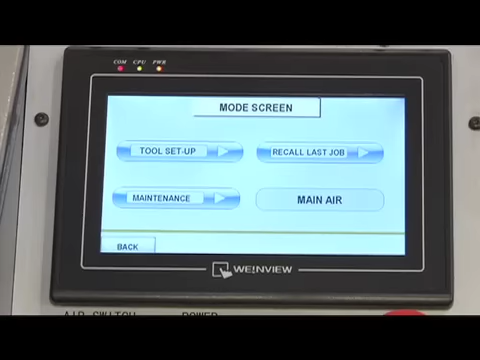 COM CPU PWR
MODE SCREEN
TOOL SET-UP
RECALL LAST JOB
MAINTENANCE
MAIN AIR
BACK
WEINVIEW
AIR SWITCH POWER